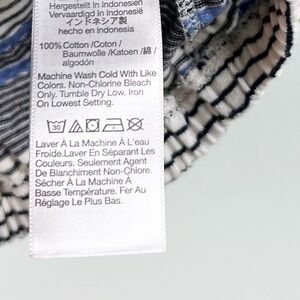 Hergestellt In Indonesien
Vervaardigd In Indonesië
インドネシア製
hecho en indonesia
100% Cotton /Coton /
Baumwolle /Katoen /綿 /
algodón
Machine Wash Cold With Like
Colors. Non-Chlorine Bleach
Only. Tumble Dry Low. Iron
On Lowest Setting.
30
Laver À La Machine À L'eau
Froide.Laver En Séparant Les
Couleurs. Seulement Agent
De Blanchiment Non-Chlore.
Sécher À La Machine À
Basse Température. Fer Au
Réglage Le Plus Bas.